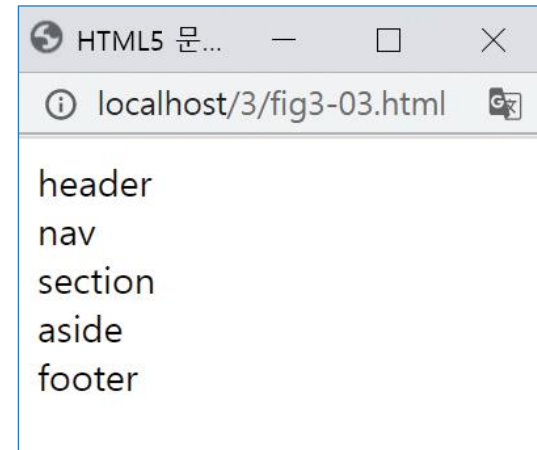 HTML5 문...
localhost/3/fig3-03.html
header
nav
section
aside
footer